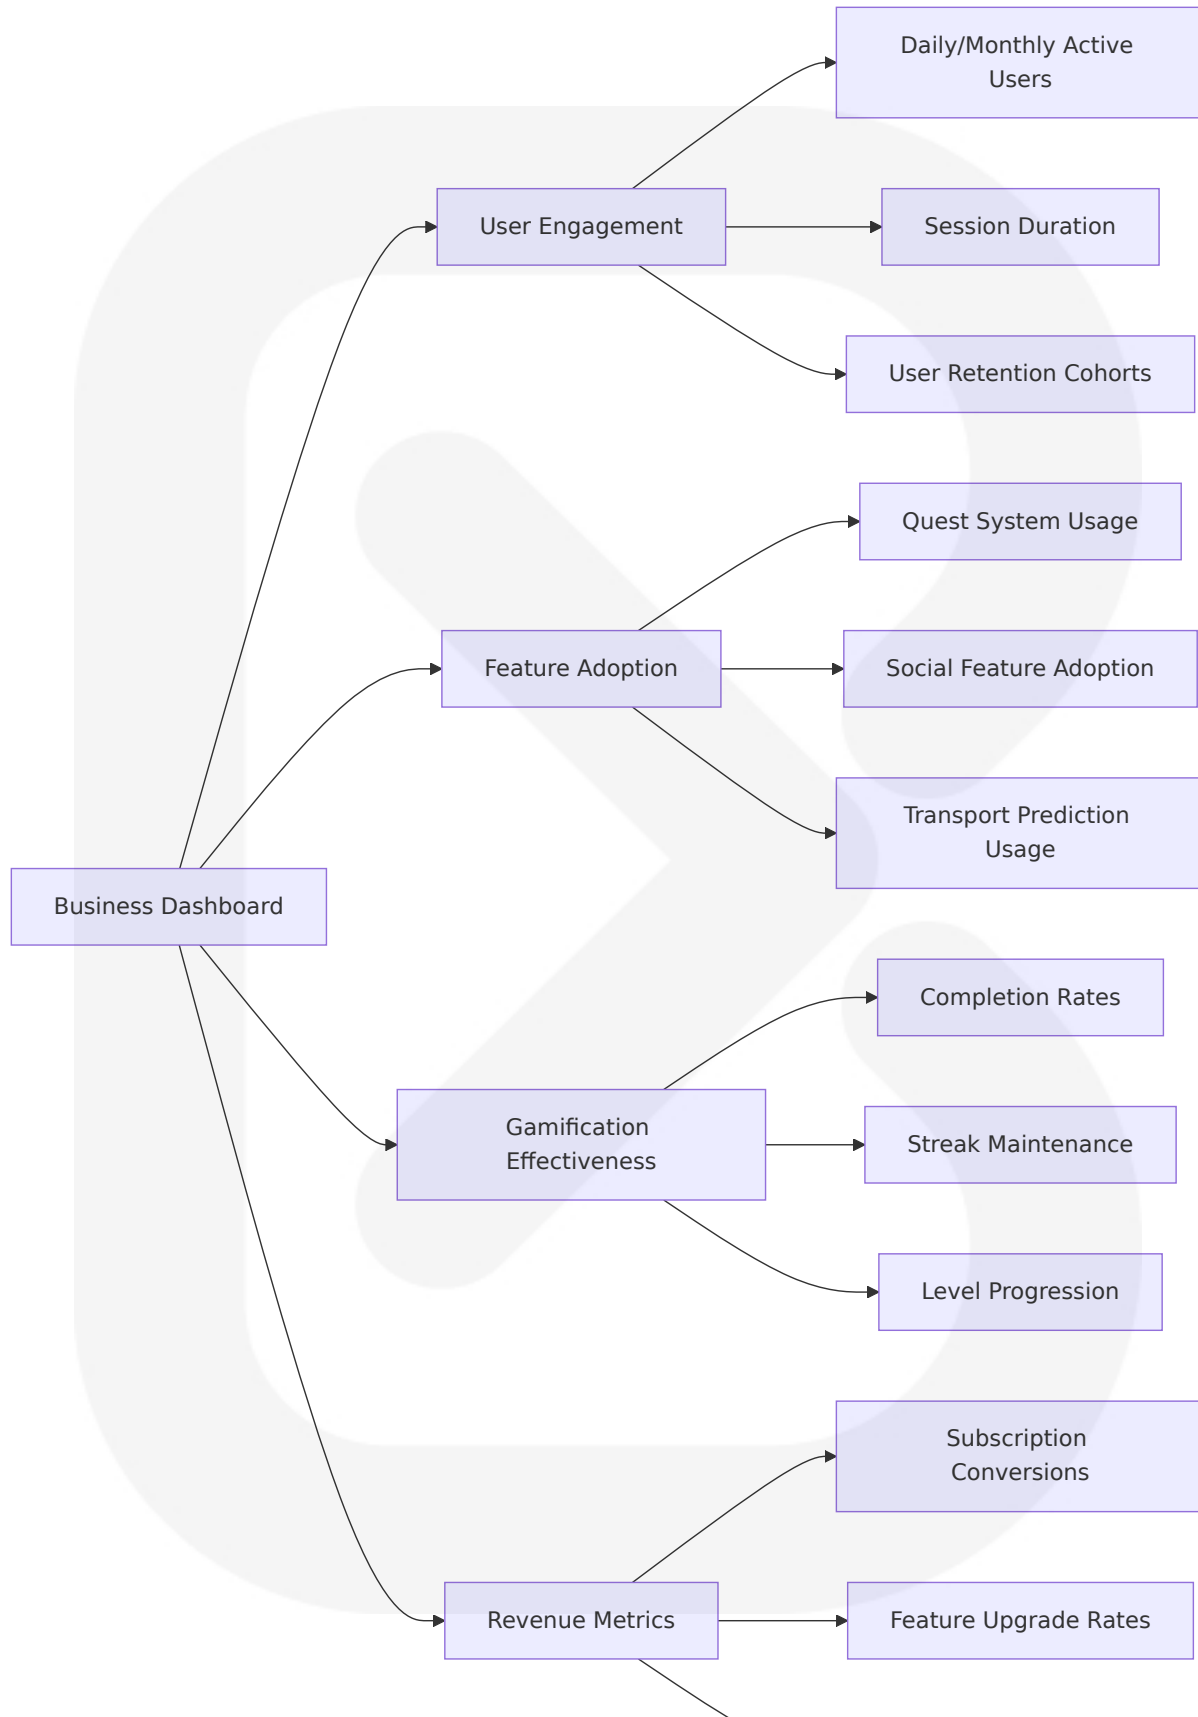 Daily/Monthly Active
Users
User Engagement
Session Duration
User Retention Cohorts
Quest System Usage
Feature Adoption
Social Feature Adoption
Transport Prediction
Usage
Business Dashboard
Completion Rates
Gamification
Effectiveness
Streak Maintenance
Level Progression
Subscription
Conversions
Revenue Metrics
Feature Upgrade Rates